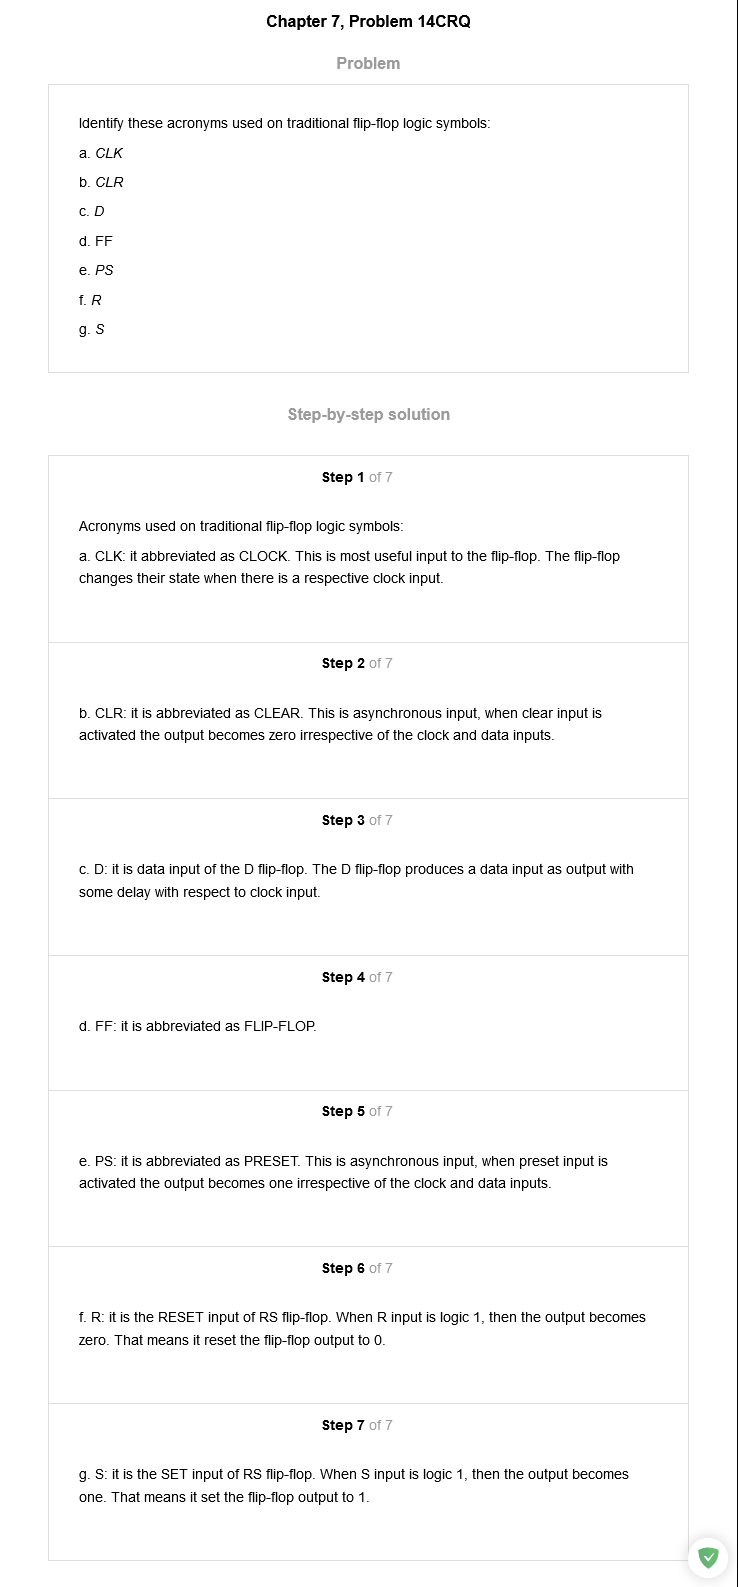 Chapter 7, Problem 14CRQ
Problem
Identify these acronyms used on traditional flip-flop logic symbols:
a. CLK
b. CLR
c. D
d. FF
e. PS
f. R
g. S
Step-by-step solution
Step 1 of 7
Acronyms used on traditional flip-flop logic symbols:
a. CLK: it abbreviated as CLOCK. This is most useful input to the flip-flop. The flip-flop
changes their state when there is a respective clock input.
Step 2 of 7
b. CLR: it is abbreviated as CLEAR. This is asynchronous input, when clear input is
activated the output becomes zero irrespective of the clock and data inputs.
Step 3 of 7
c. D: it is data input of the D flip-flop. The D flip-flop produces a data input as output with
some delay with respect to clock input.
Step 4 of 7
d. FF: it is abbreviated as FLIP-FLOP.
Step 5 of 7
e. PS: it is abbreviated as PRESET. This is asynchronous input, when preset input is
activated the output becomes one irrespective of the clock and data inputs.
Step 6 of 7
f. R: it is the RESET input of RS flip-flop. When R input is logic 1, then the output becomes
zero. That means it reset the flip-flop output to 0.
Step 7 of 7
g. S: it is the SET input of RS flip-flop. When S input is logic 1, then the output becomes
one. That means it set the flip-flop output to 1.